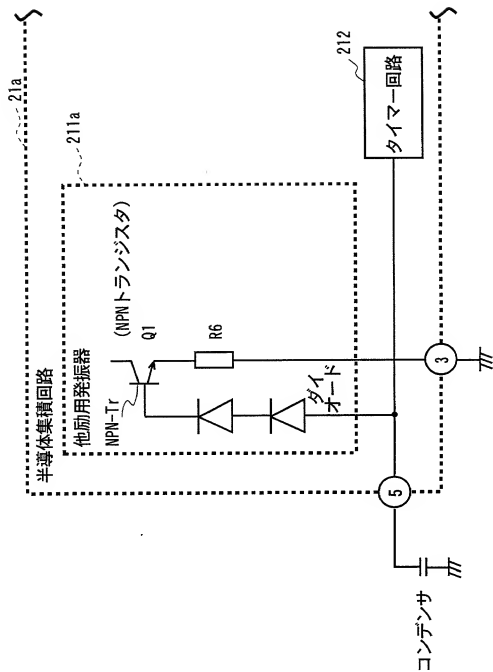 21a
半導体集積回路
211a
他励用発振器
NPN-Tr
(NPNトランジスタ)
Q1
R6
ダイ
オード
212
タイマー回路
3
5
コンデンサ